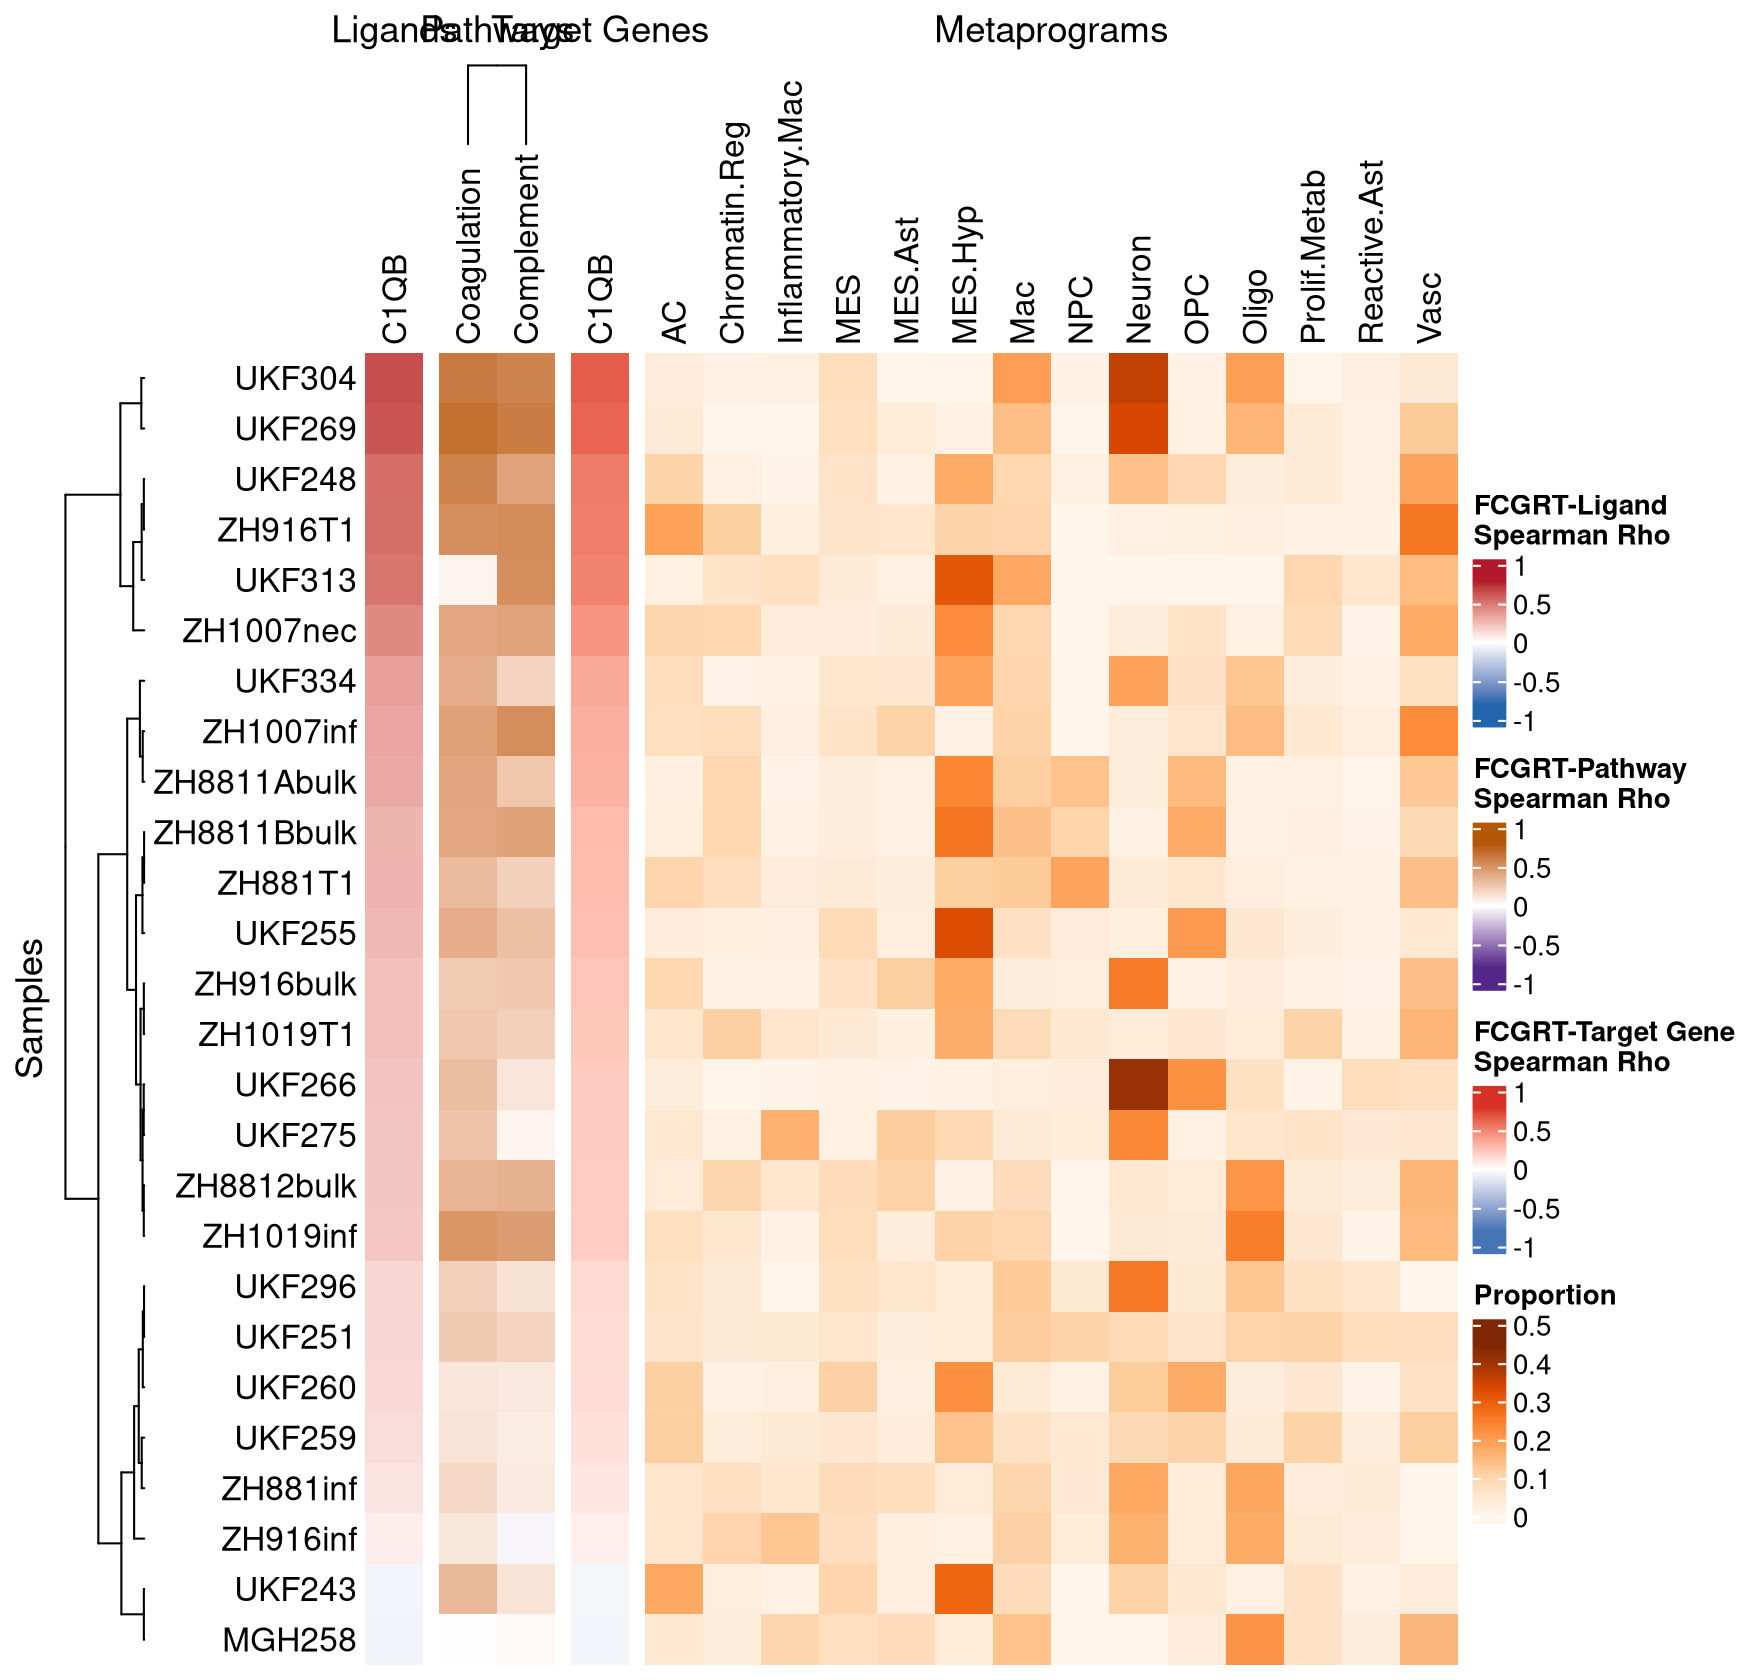 Ligands Pathways Target Genes Metaprograms
C1QB Coagulation Complement C1QB AC Chromatin.Reg Inflammatory.Mac MES MES.Ast MES.Hyp Mac NPC Neuron OPC Oligo Prolif.Metab Reactive.Ast Vasc
Samples
UKF304
UKF269
UKF248
ZH916T1
UKF313
ZH1007nec
UKF334
ZH1007inf
ZH8811Abulk
ZH8811Bbulk
ZH881T1
UKF255
ZH916bulk
ZH1019T1
UKF266
UKF275
ZH8812bulk
ZH1019inf
UKF296
UKF251
UKF260
UKF259
ZH881inf
ZH916inf
UKF243
MGH258
FCGRT-Ligand
Spearman Rho
1
0.5
0
-0.5
-1
FCGRT-Pathway
Spearman Rho
1
0.5
0
-0.5
-1
FCGRT-Target Gene
Spearman Rho
1
0.5
0
-0.5
-1
Proportion
0.5
0.4
0.3
0.2
0.1
0